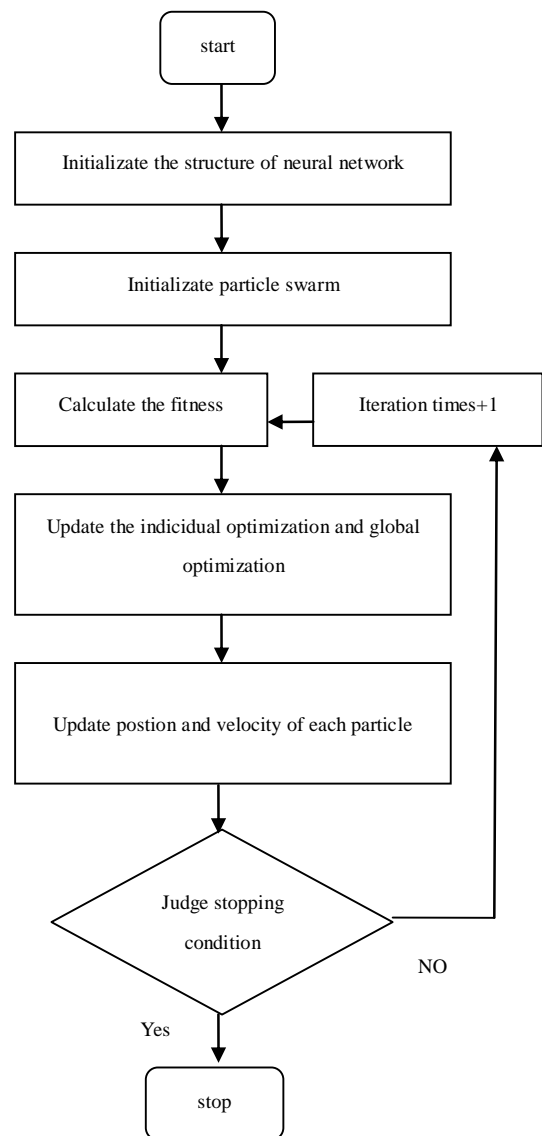 start
Initializate the structure of neural network
Initializate particle swarm
Calculate the fitness
Iteration times+1
Update the indicidual optimization and global
optimization
Update postion and velocity of each particle
Judge stopping
condition
NO
Yes
stop